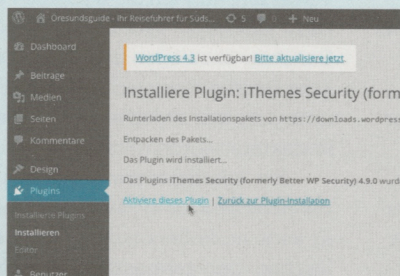 Oresundsguide - Ihr Reiseführer für Süds... 5 0 + Neu
Dashboard
Beiträge
Medien
Seiten
Kommentare
Design
Plugins
Installierte Plugins
Installieren
Editor
Benutzer
WordPress 4.3 ist verfügbar! Bitte aktualisiere jetzt.
Installiere Plugin: iThemes Security (form
Runterladen des Installationspakets von https://downloads.wordpress
Entpacken des Pakets...
Das Plugin wird installiert...
Das Plugins iThemes Security (formerly Better WP Security) 4.9.0 wurd
Aktiviere dieses Plugin | Zurück zur Plugin-Installation